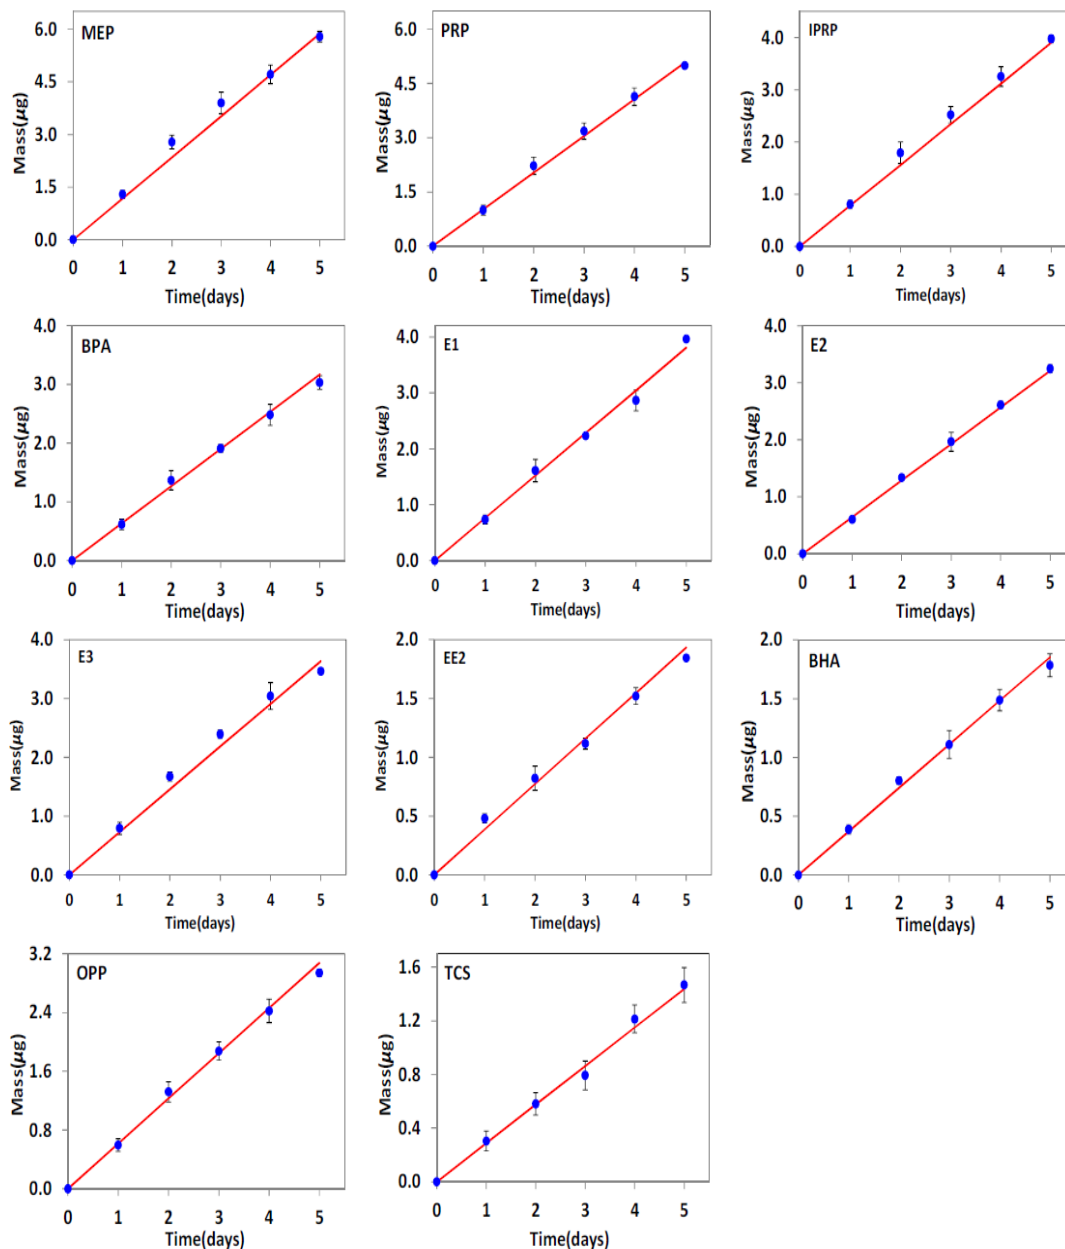 MEP
Mass(μg)
6.0
4.5
3.0
1.5
0.0
0 1 2 3 4 5
Time(days)
PRP
Mass(μg)
6.0
4.5
3.0
1.5
0.0
0 1 2 3 4 5
Time(days)
IPRP
Mass(μg)
4.0
3.0
2.0
1.0
0.0
0 1 2 3 4 5
Time(days)
BPA
Mass(μg)
4.0
3.0
2.0
1.0
0.0
0 1 2 3 4 5
Time(days)
E1
Mass(μg)
4.0
3.0
2.0
1.0
0.0
0 1 2 3 4 5
Time(days)
E2
Mass(μg)
4.0
3.0
2.0
1.0
0.0
0 1 2 3 4 5
Time(days)
E3
Mass(μg)
4.0
3.0
2.0
1.0
0.0
0 1 2 3 4 5
Time(days)
EE2
Mass(μg)
2.0
1.5
1.0
0.5
0.0
0 1 2 3 4 5
Time(days)
BHA
Mass(μg)
2.0
1.5
1.0
0.5
0.0
0 1 2 3 4 5
Time(days)
OPP
Mass(μg)
3.2
2.4
1.6
0.8
0.0
0 1 2 3 4 5
Time(days)
TCS
Mass(μg)
1.6
1.2
0.8
0.4
0.0
0 1 2 3 4 5
Time(days)